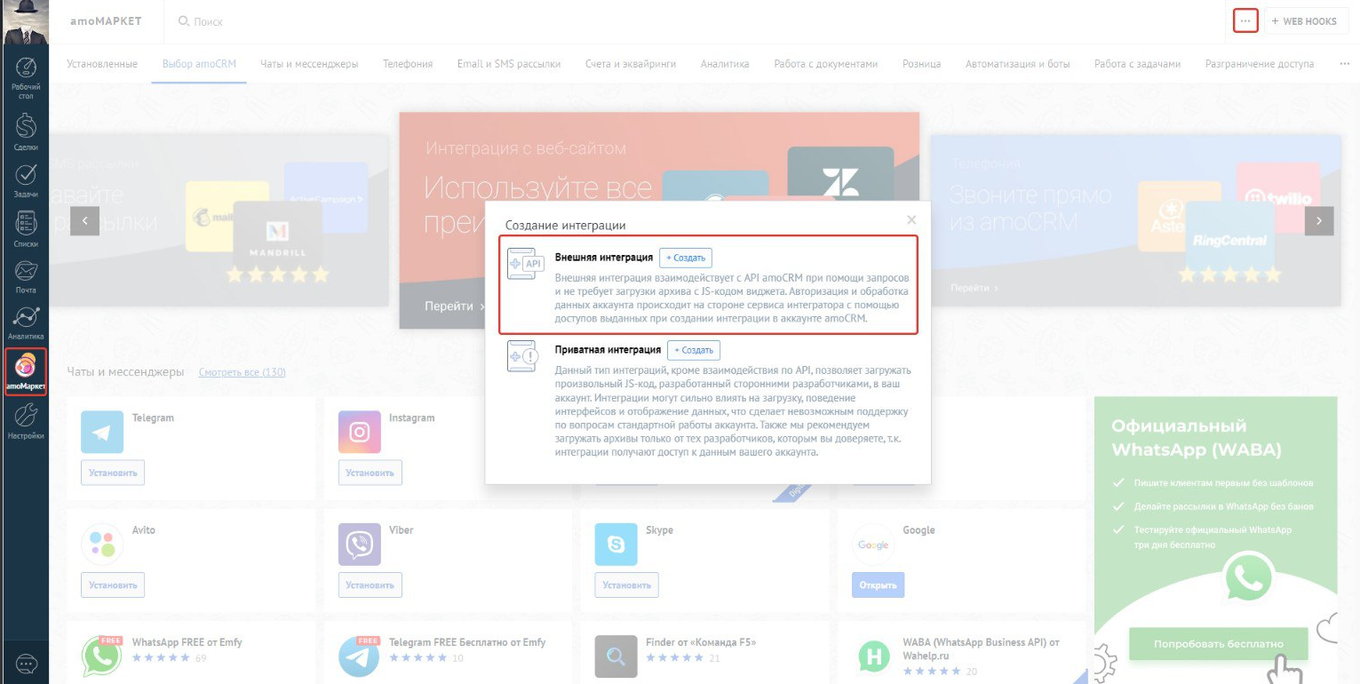 amoМАРКЕТ
Поиск
...
+ WEB HOOKS
Установленные
Выбор amoCRM
Чаты и мессенджеры
Телефония
Email и SMS рассылки
Счета и эквайринги
Аналитика
Работа с документами
Розница
Автоматизация и боты
Работа с задачами
Разграничение доступа
...
Рабочий
стол
Сделки
Задачи
Списки
Почта
Аналитика
amoМаркет
Настройки
рассылки
MANDRILL
Интеграция с веб-сайтом
Используйте все
Перейти ›
Телефония
Звоните прямо
из amoCRM
twilio
RingCentral
Перейти ›
Создание интеграции
API
Внешняя интеграция
+ Создать
Внешняя интеграция взаимодействует с API amoCRM при помощи запросов
и не требует загрузки архива с JS-кодом виджета. Авторизация и обработка
данных аккаунта происходит на стороне сервиса интегратора с помощью
доступов выданных при создании интеграции в аккаунте amoCRM.
Приватная интеграция
+ Создать
Данный тип интеграций, кроме взаимодействия по API, позволяет загружать
произвольный JS-код, разработанный сторонними разработчиками, в ваш
аккаунт. Интеграции могут сильно влиять на загрузку, поведение
интерфейсов и отображение данных, что сделает невозможным поддержку
по вопросам стандартной работы аккаунта. Также мы рекомендуем
загружать архивы только от тех разработчиков, которым вы доверяете, т.к.
интеграции получают доступ к данным вашего аккаунта.
Чаты и мессенджеры
Смотреть все (130)
Telegram
Установить
Instagram
Установить
Avito
Установить
Viber
Установить
Skype
Установить
Google
Google
Открыть
FREE
WhatsApp FREE от Emfy
69
FREE
Telegram FREE Бесплатно от Emfy
10
Finder от «Команда F5»
21
H
WABA (WhatsApp Business API) от
Wahelp.ru
20
Официальный
WhatsApp (WABA)
Пишите клиентам первым без шаблонов
Делайте рассылки в WhatsApp без банов
Тестируйте официальный WhatsApp
три дня бесплатно
Попробовать бесплатно